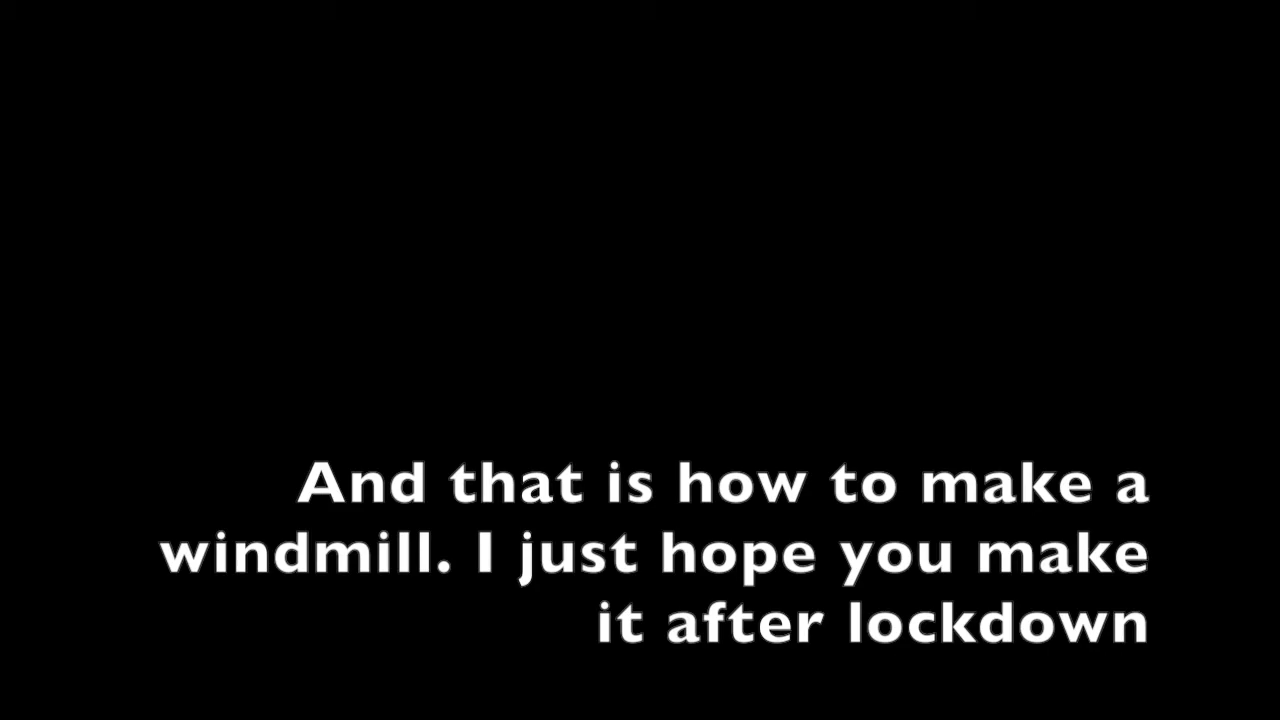 And that is how to make a
windmill. I just hope you make
it after lockdown